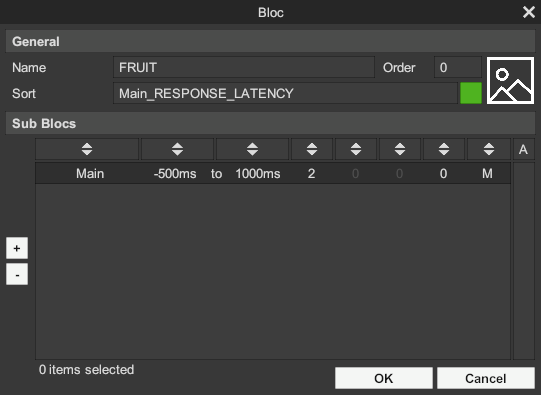 Bloc
General
Name FRUIT Order 0
Sort Main_RESPONSE_LATENCY
Sub Blocs
A
Main -500ms to 1000ms 2 0 0 0 M
+
-
0 items selected
OK Cancel